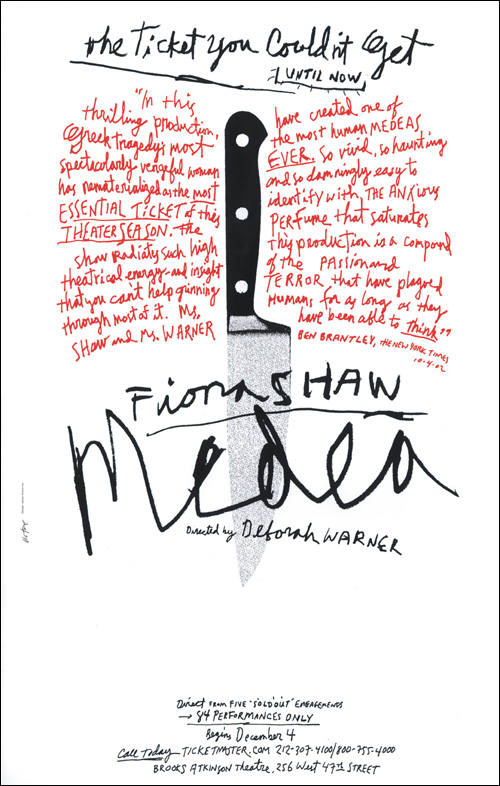 the Ticket you Couldn't Get
UNTIL NOW
"In this
thrilling production,
Greek tragedy's most
spectacularly vengeful woman
has rematerialized as the most
ESSENTIAL TICKET of this
THEATER SEASON. The
show radiates such high
theatrical energy and insight
that you can't help grinning
through most of it. Ms.
SHAW and Ms. WARNER
have created one of
the most human MEDEAS
EVER. So vivid, so haunting
and so damningly easy to
identify with. THE ANXIOUS
PERFUME that saturates
this production is a compound
of the PASSION and
TERROR that have plagued
HUMANS for as long as they
have been able to Think"
BEN BRANTLEY, THE NEW YORK TIMES
10.4.02
Fiona SHAW
Medea
Directed by Deborah WARNER
Direct FROM FIVE "SOLD OUT" ENGAGEMENDS
→ 84 PERFORMANCES ONLY
Begins December 4
Call Today TICKETMASTER.COM 212-307-4100/800-755-4000
BROOKS ATKINSON Theatre, 256 West 47th STREET